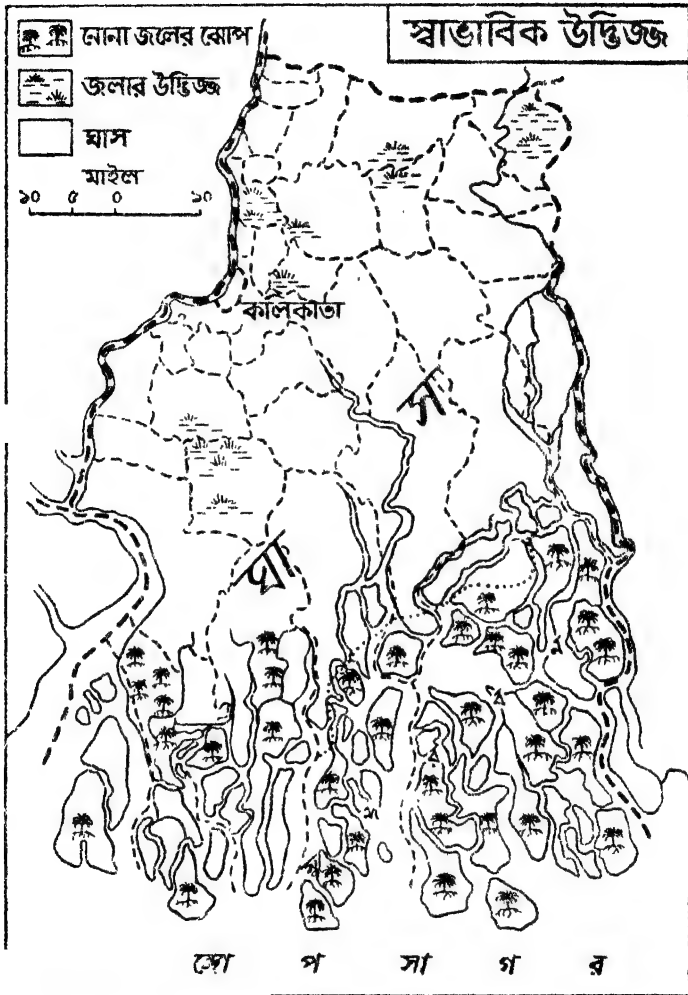 স্বাভাবিক উদ্ভিজ্জ
নোনা জলের ঝোপ
জলার উদ্ভিজ্জ
ঘাস
মাইল
১০ ৫ ০ ১০
কলিকাতা
স
ঘা
ঙ্গোপ সা গ র